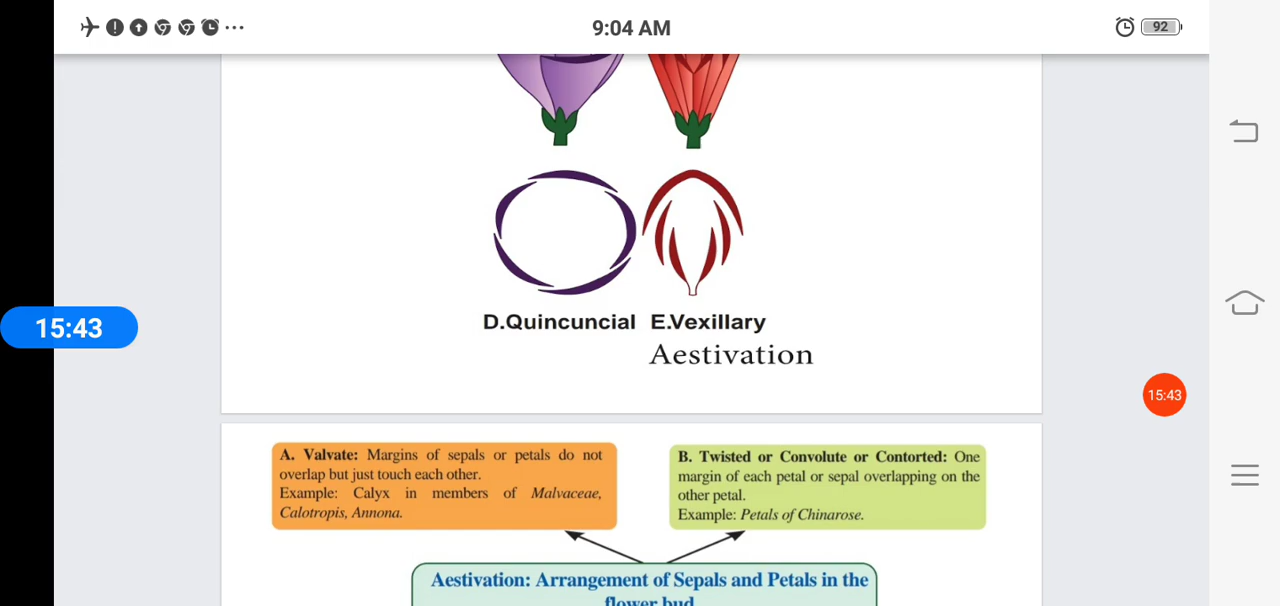 9:04 AM
92
15:43
D.Quincuncial E.Vexillary
Aestivation
15:43
A. Valvate: Margins of sepals or petals do not
overlap but just touch each other.
Example: Calyx in members of Malvaceae,
Calotropis, Annona.
B. Twisted or Convolute or Contorted: One
margin of each petal or sepal overlapping on the
other petal.
Example: Petals of Chinarose.
Aestivation: Arrangement of Sepals and Petals in the
flower bud